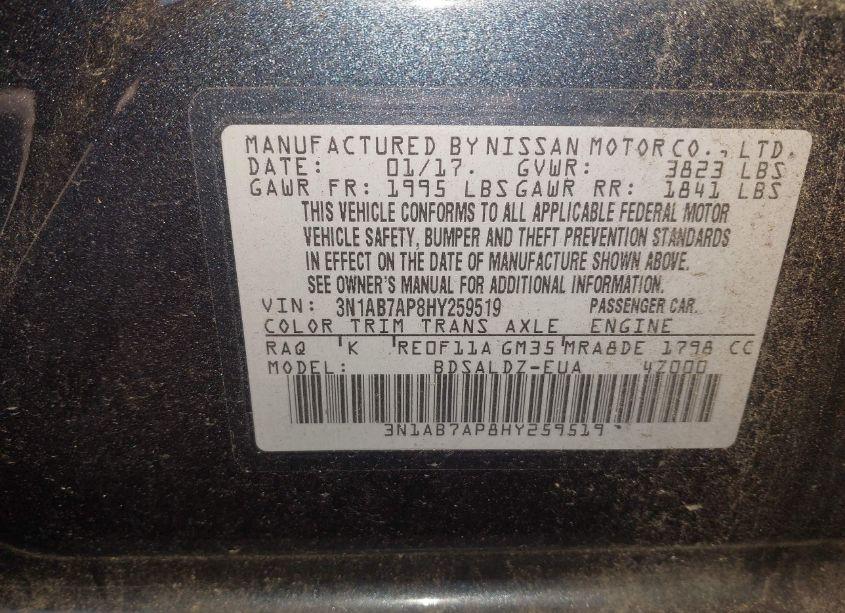 MANUFACTURED BY NISSAN MOTOR CO., LTD.
DATE: 01/17. GVWR: 3823 LBS
GAWR FR: 1995 LBS GAWR RR: 1841 LBS
THIS VEHICLE CONFORMS TO ALL APPLICABLE FEDERAL MOTOR
VEHICLE SAFETY, BUMPER AND THEFT PREVENTION STANDARDS
IN EFFECT ON THE DATE OF MANUFACTURE SHOWN ABOVE.
SEE OWNER'S MANUAL FOR ADDITIONAL INFORMATION.
VIN: 3N1AB7AP8HY259519 PASSENGER CAR.
COLOR TRIM TRANS AXLE ENGINE
RAQ K RE0F11A GM35 MRA8DE 1798 CC
MODEL: BDSALDZ-EUA 4Z000
3N1AB7AP8HY259519